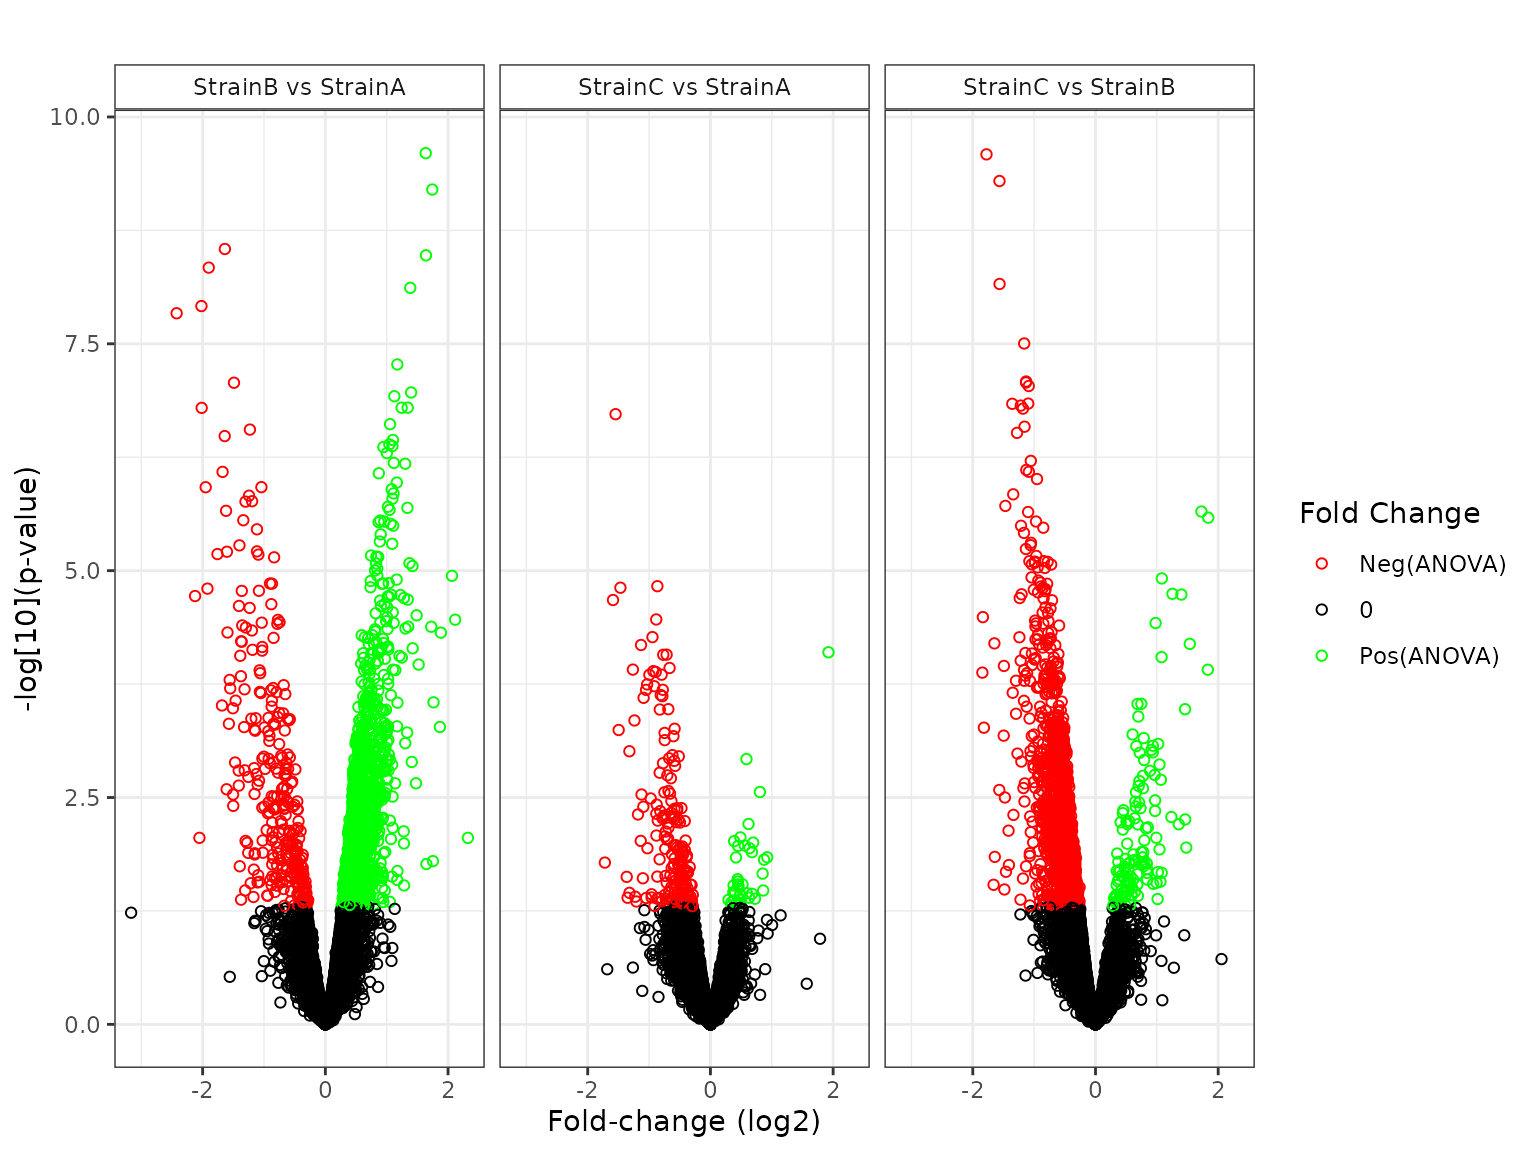 StrainB vs StrainA
StrainC vs StrainA
StrainC vs StrainB
-log[10](p-value)
10.0
7.5
5.0
2.5
0.0
-2 0 2
-2 0 2
-2 0 2
Fold-change (log2)
Fold Change
Neg(ANOVA)
0
Pos(ANOVA)